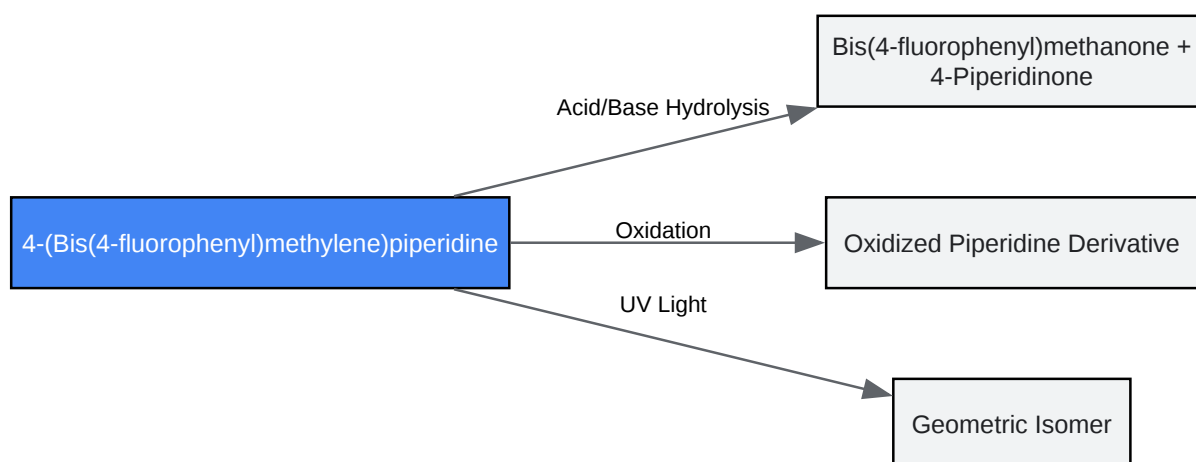 Bis(4-fluorophenyl)methanone +
4-Piperidinone
Acid/Base Hydrolysis
4-(Bis(4-fluorophenyl)methylene)piperidine
Oxidation
Oxidized Piperidine Derivative
UV Light
Geometric Isomer